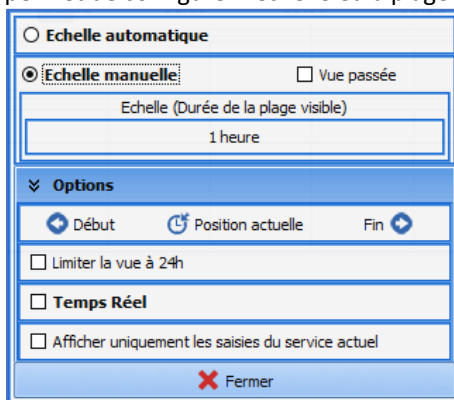 Echelle automatique
Echelle manuelle Vue passée
Echelle (Durée de la plage visible)
1 heure
Options
Début Position actuelle Fin
Limiter la vue à 24h
Temps Réel
Afficher uniquement les saisies du service actuel
Fermer